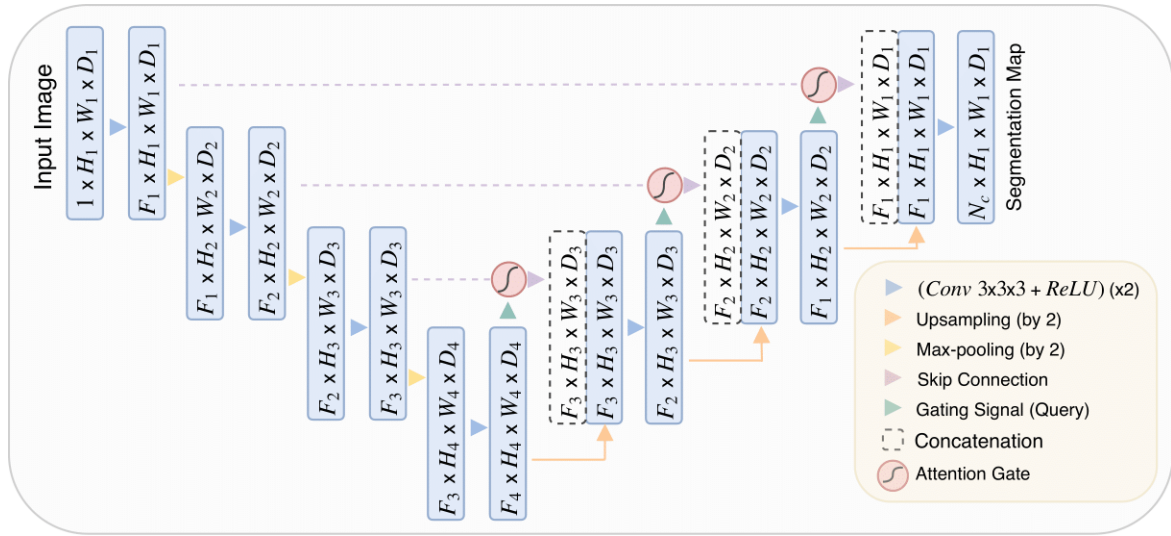 Input Image
1 x H₁ x W₁ x D₁
F₁ x H₁ x W₁ x D₁
F₁ x H₂ x W₂ x D₂
F₂ x H₂ x W₂ x D₂
F₂ x H₃ x W₃ x D₃
F₃ x H₃ x W₃ x D₃
F₃ x H₄ x W₄ x D₄
F₄ x H₄ x W₄ x D₄
F₃ x H₃ x W₃ x D₃
F₃ x H₃ x W₃ x D₃
F₂ x H₃ x W₃ x D₃
F₂ x H₂ x W₂ x D₂
F₂ x H₂ x W₂ x D₂
F₁ x H₂ x W₂ x D₂
F₁ x H₁ x W₁ x D₁
F₁ x H₁ x W₁ x D₁
N_c x H₁ x W₁ x D₁
Segmentation Map
(Conv 3x3x3 + ReLU) (x2)
Upsampling (by 2)
Max-pooling (by 2)
Skip Connection
Gating Signal (Query)
Concatenation
Attention Gate